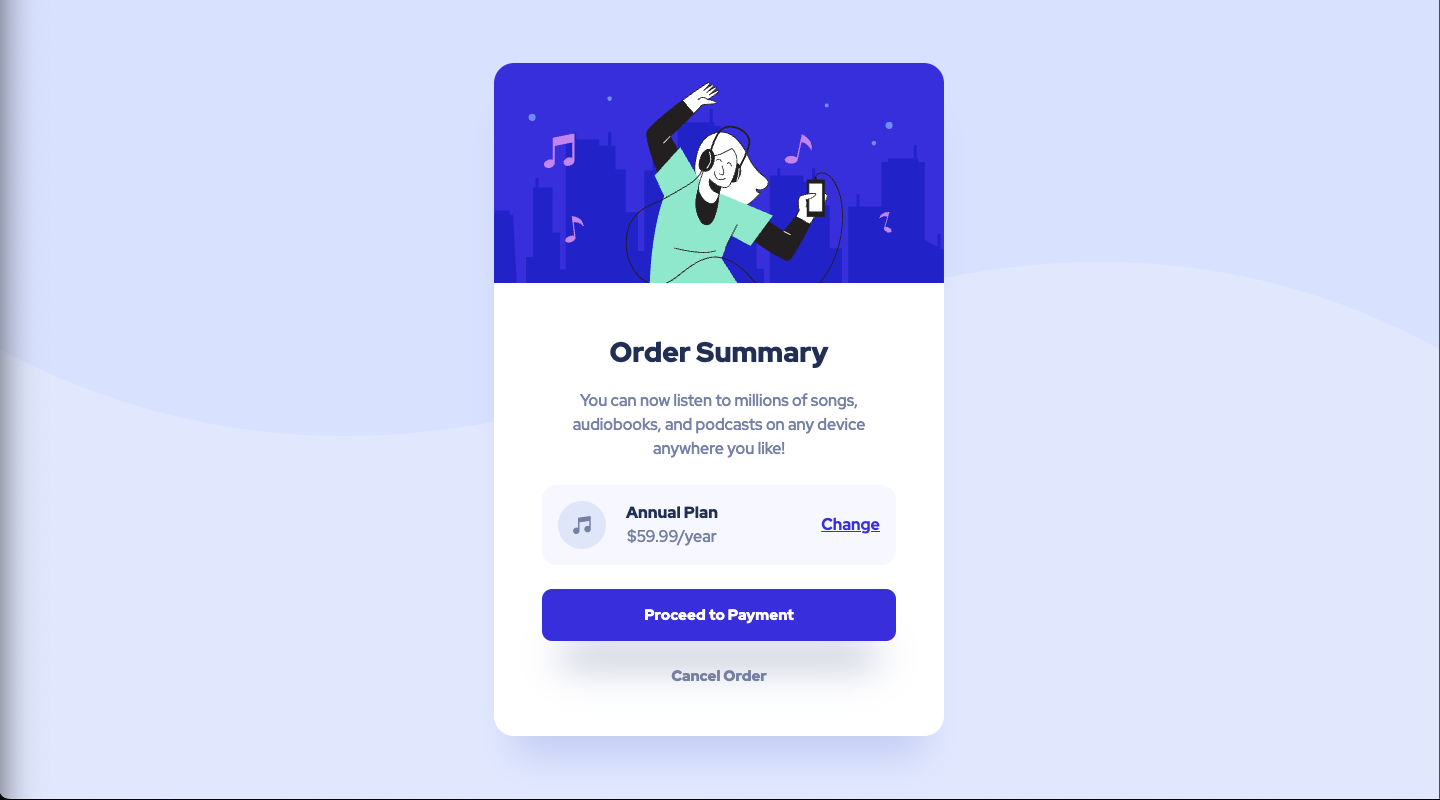 Order Summary
You can now listen to millions of songs,
audiobooks, and podcasts on any device
anywhere you like!
Annual Plan
$59.99/year
Change
Proceed to Payment
Cancel Order